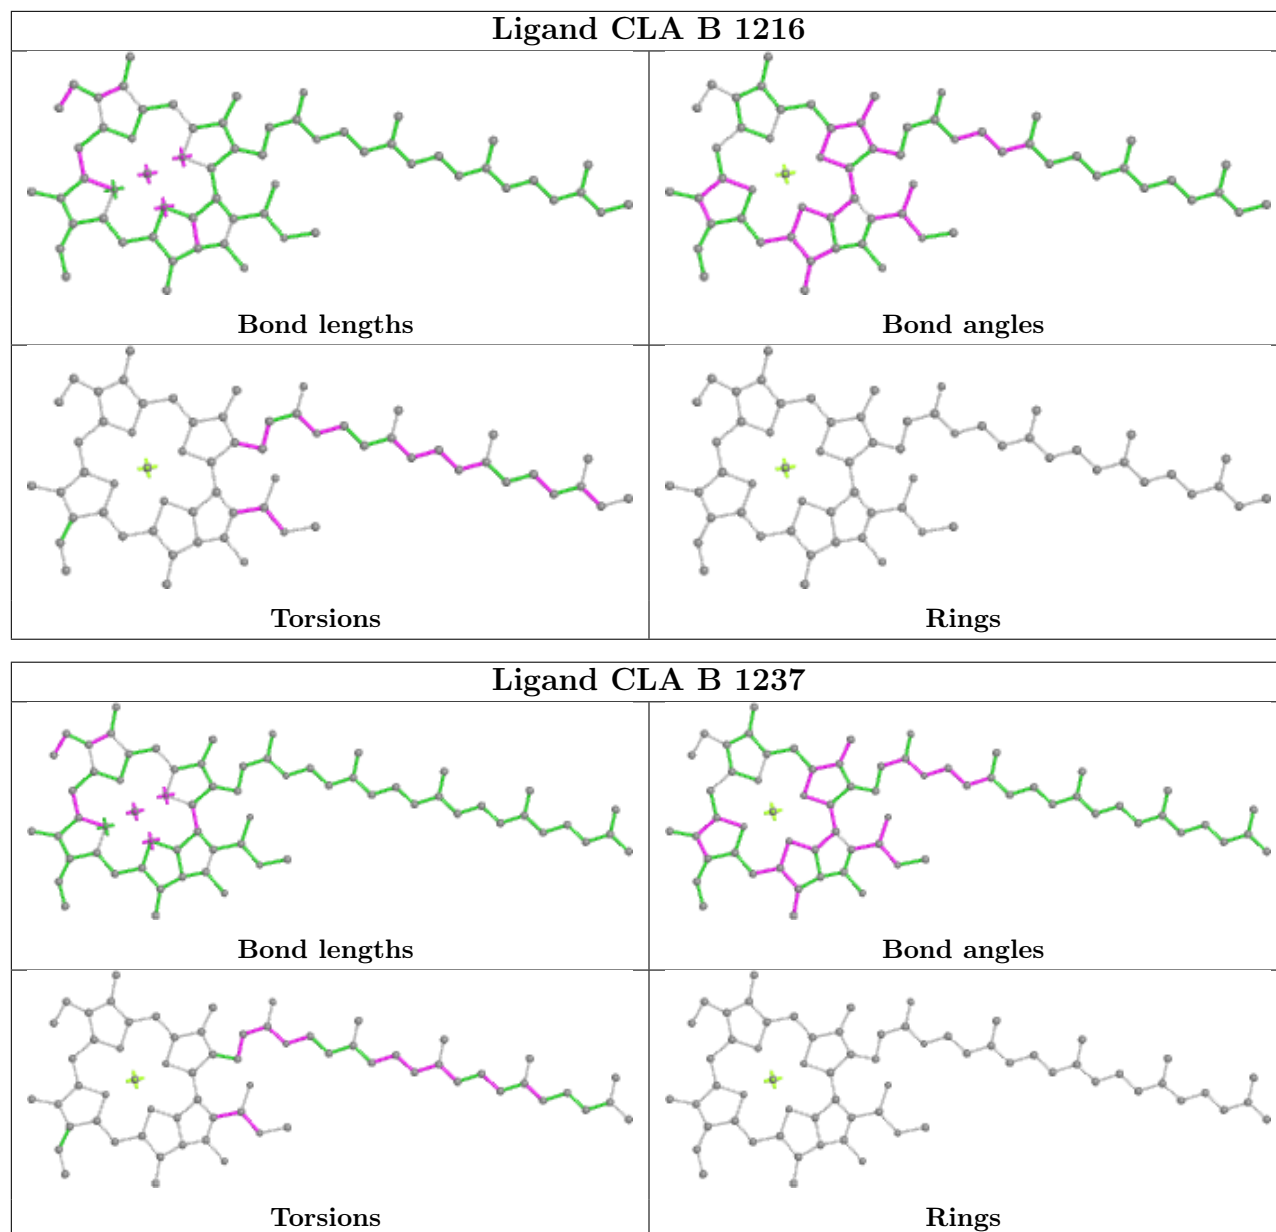 Ligand CLA B 1216
Bond lengths
Bond angles
Torsions
Rings
Ligand CLA B 1237
Bond lengths
Bond angles
Torsions
Rings